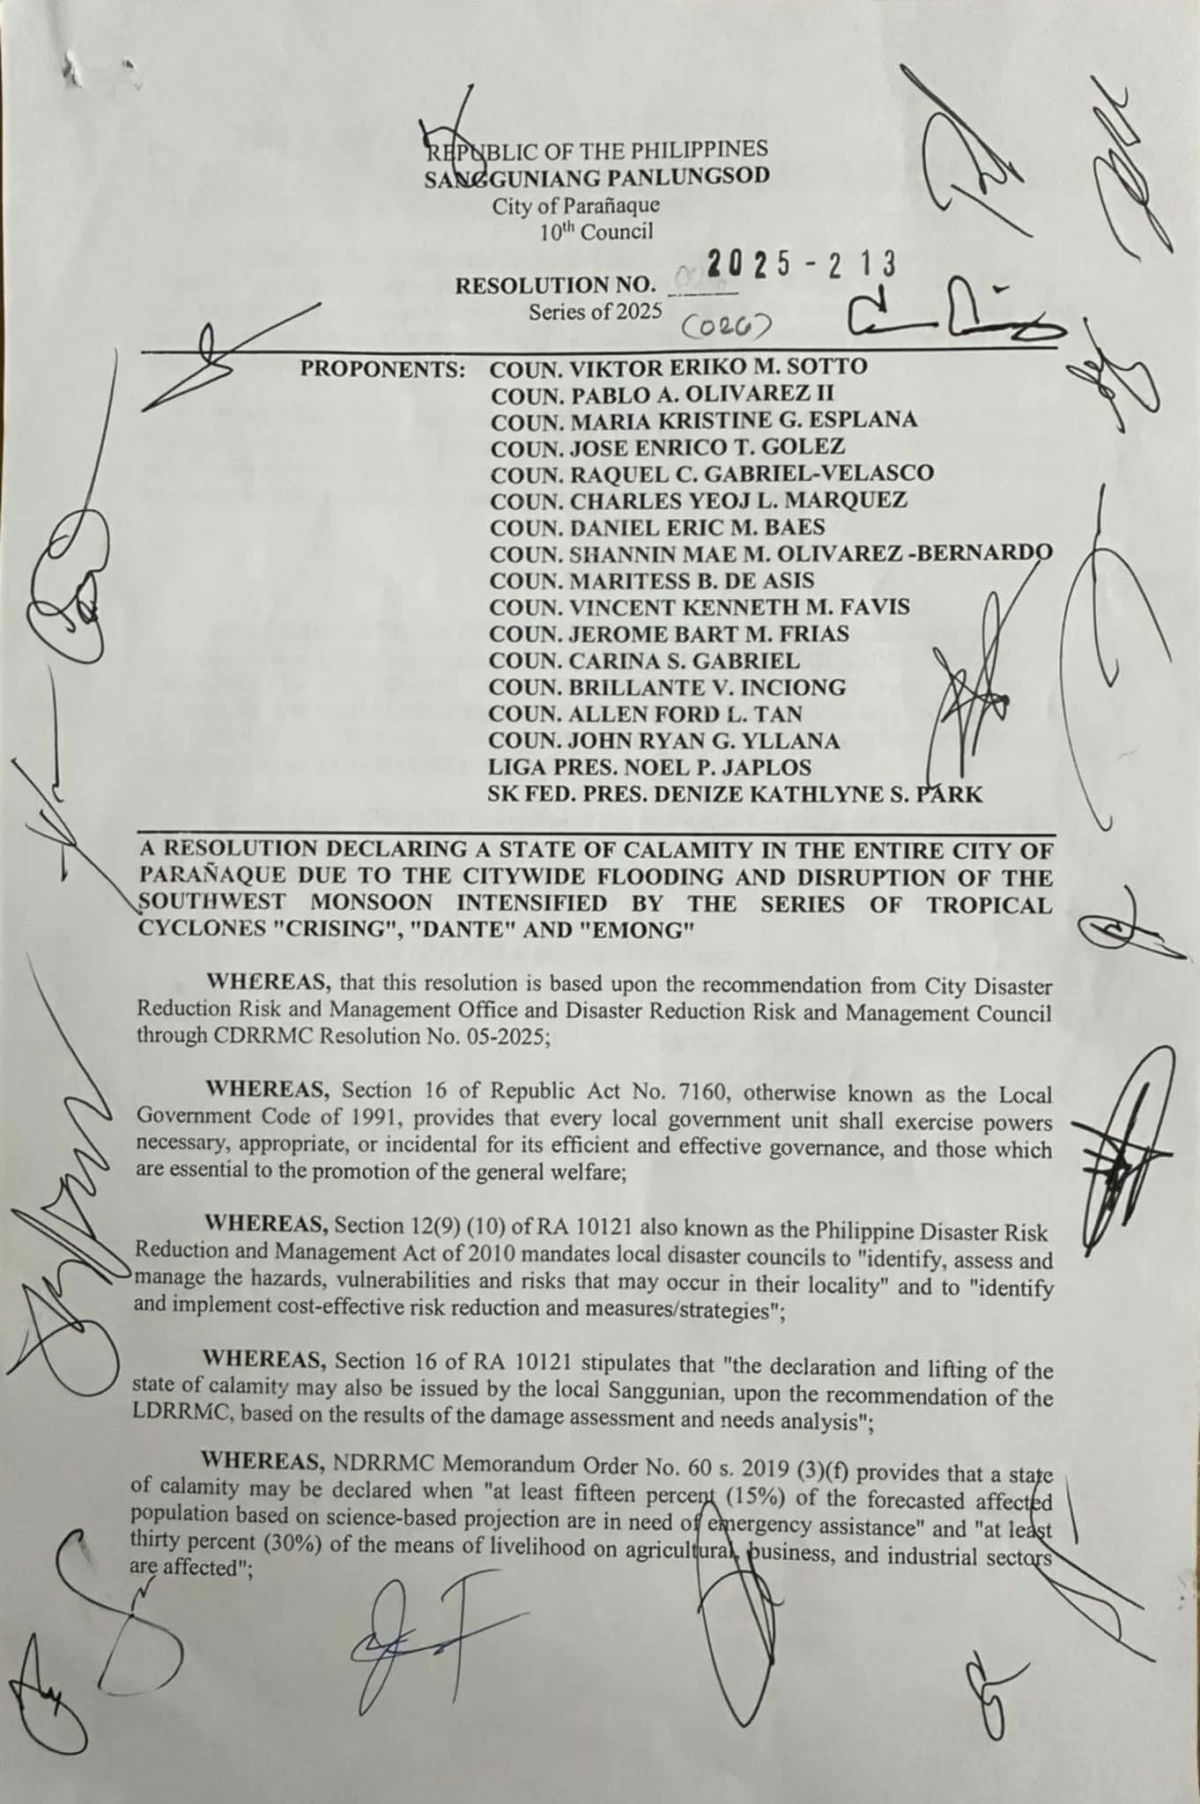 REPUBLIC OF THE PHILIPPINES
SANGGUNIANG PANLUNGSOD
City of Parañaque
10th Council
RESOLUTION NO. 2025-213
Series of 2025 (026)
PROPONENTS: COUN. VIKTOR ERIKO M. SOTTO
COUN. PABLO A. OLIVAREZ II
COUN. MARIA KRISTINE G. ESPLANA
COUN. JOSE ENRICO T. GOLEZ
COUN. RAQUEL C. GABRIEL-VELASCO
COUN. CHARLES YEOJ L. MARQUEZ
COUN. DANIEL ERIC M. BAES
COUN. SHANNIN MAE M. OLIVAREZ -BERNARDO
COUN. MARITESS B. DE ASIS
COUN. VINCENT KENNETH M. FAVIS
COUN. JEROME BART M. FRIAS
COUN. CARINA S. GABRIEL
COUN. BRILLANTE V. INCIONG
COUN. ALLEN FORD L. TAN
COUN. JOHN RYAN G. YLLANA
LIGA PRES. NOEL P. JAPLOS
SK FED. PRES. DENIZE KATHLYNE S. PARK
A RESOLUTION DECLARING A STATE OF CALAMITY IN THE ENTIRE CITY OF
PARAÑAQUE DUE TO THE CITYWIDE FLOODING AND DISRUPTION OF THE
SOUTHWEST MONSOON INTENSIFIED BY THE SERIES OF TROPICAL
CYCLONES "CRISING", "DANTE" AND "EMONG"
WHEREAS, that this resolution is based upon the recommendation from City Disaster
Reduction Risk and Management Office and Disaster Reduction Risk and Management Council
through CDRRMC Resolution No. 05-2025;
WHEREAS, Section 16 of Republic Act No. 7160, otherwise known as the Local
Government Code of 1991, provides that every local government unit shall exercise powers
necessary, appropriate, or incidental for its efficient and effective governance, and those which
are essential to the promotion of the general welfare;
WHEREAS, Section 12(9) (10) of RA 10121 also known as the Philippine Disaster Risk
Reduction and Management Act of 2010 mandates local disaster councils to "identify, assess and
manage the hazards, vulnerabilities and risks that may occur in their locality" and to "identify
and implement cost-effective risk reduction and measures/strategies";
WHEREAS, Section 16 of RA 10121 stipulates that "the declaration and lifting of the
state of calamity may also be issued by the local Sanggunian, upon the recommendation of the
LDRRMC, based on the results of the damage assessment and needs analysis";
WHEREAS, NDRRMC Memorandum Order No. 60 s. 2019 (3)(f) provides that a state
of calamity may be declared when "at least fifteen percent (15%) of the forecasted affected
population based on science-based projection are in need of emergency assistance" and "at least
thirty percent (30%) of the means of livelihood on agricultural, business, and industrial sectors
are affected";